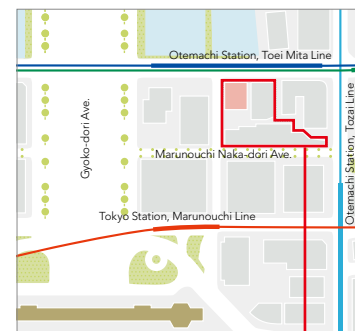 Otemachi Station, Toei Mita Line
Gyoko-dori Ave.
Otemachi Station, Tozai Line
Marunouchi Naka-dori Ave.
Tokyo Station, Marunouchi Line